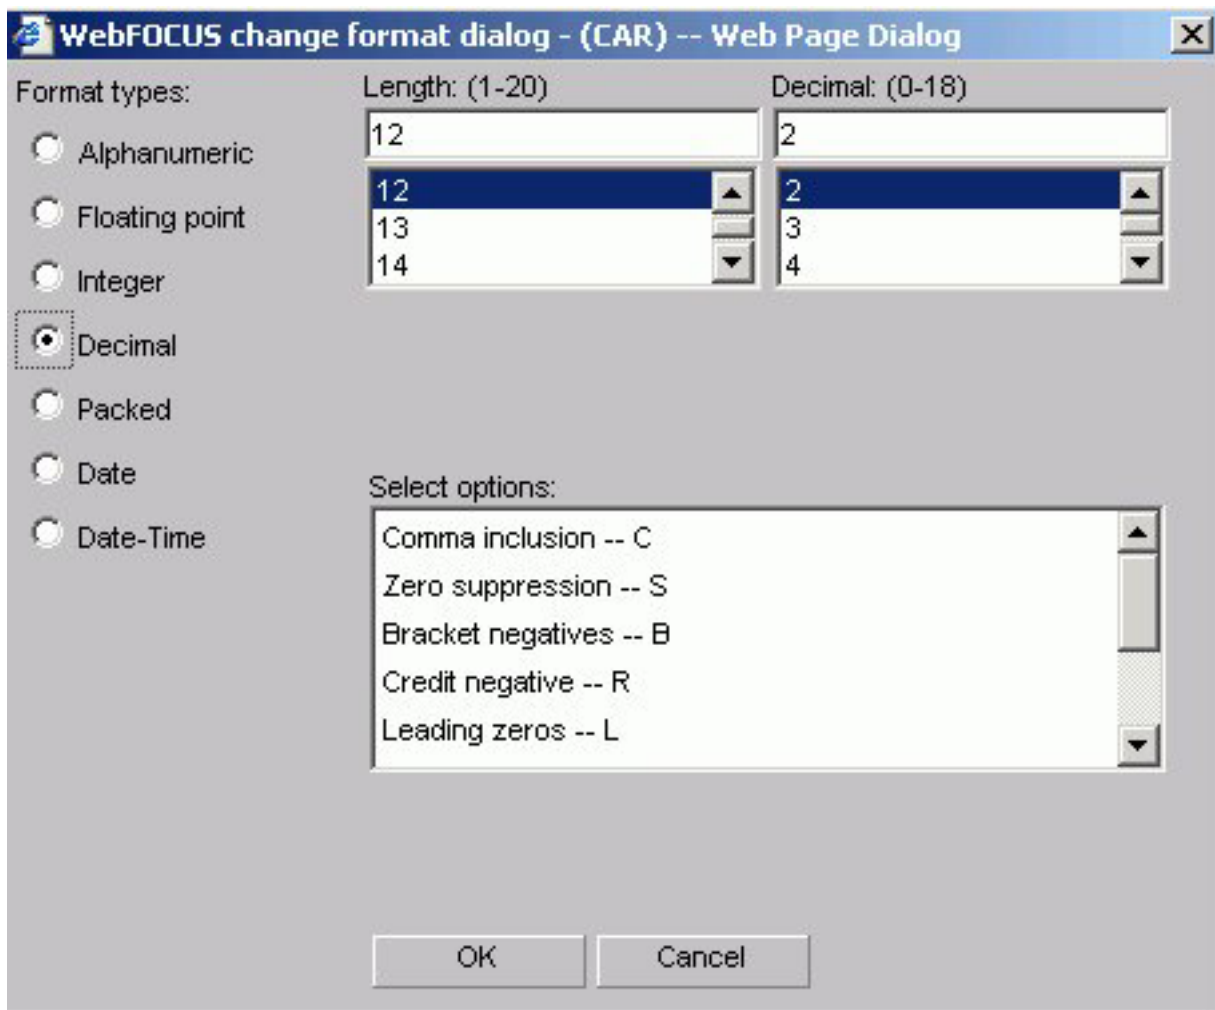 WebFOCUS change format dialog - (CAR) -- Web Page Dialog
Format types:
Length: (1-20)
Decimal: (0-18)
12
2
Alphanumeric
12
2
Floating point
13
3
Integer
14
4
Decimal
Packed
Date
Select options:
Date-Time
Comma inclusion -- C
Zero suppression -- S
Bracket negatives -- B
Credit negative -- R
Leading zeros -- L
OK
Cancel